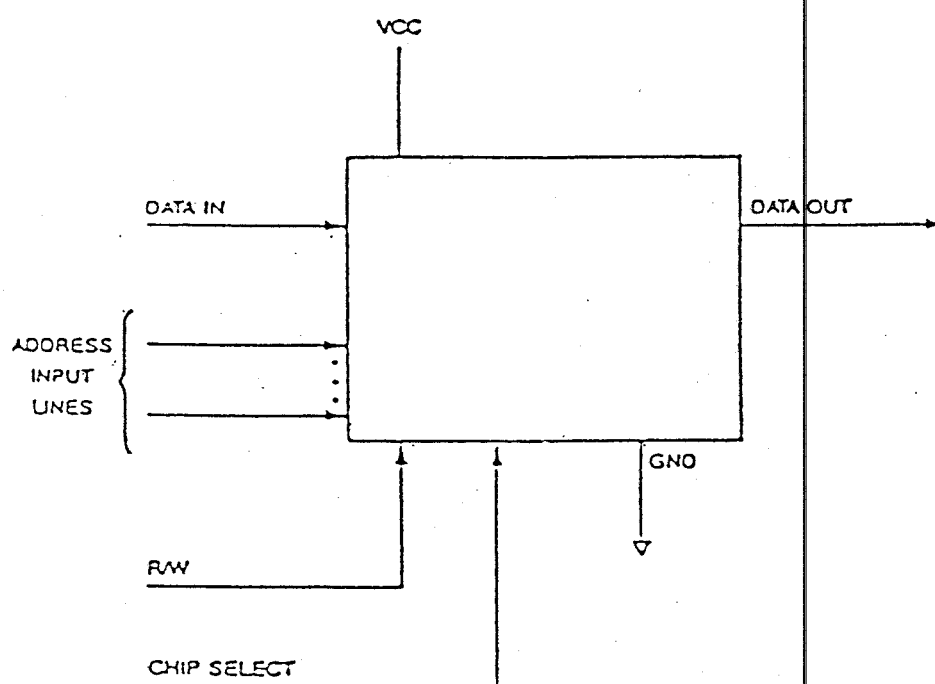 VCC
DATA IN
DATA OUT
ADDRESS
INPUT
LINES
GND
R/W
CHIP SELECT